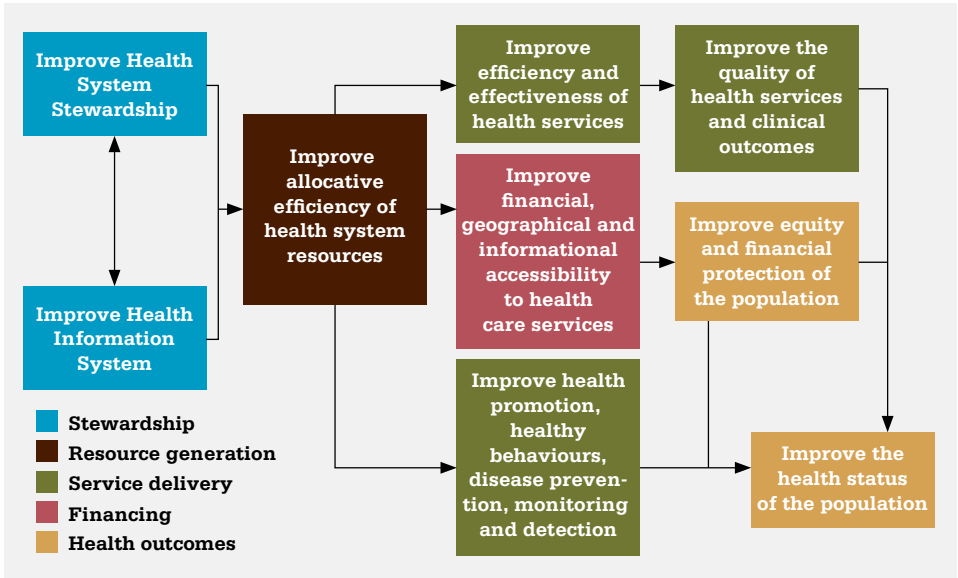 Improve Health
System
Stewardship
Improve Health
Information
System
Improve
allocative
efficiency of
health system
resources
Improve
efficiency and
effectiveness of
health services
Improve the
quality of
health services
and clinical
outcomes
Improve
financial,
geographical and
informational
accessibility
to health
care services
Improve equity
and financial
protection of
the population
Improve health
promotion,
healthy
behaviours,
disease preven-
tion, monitoring
and detection
Improve the
health status
of the population
Stewardship
Resource generation
Service delivery
Financing
Health outcomes